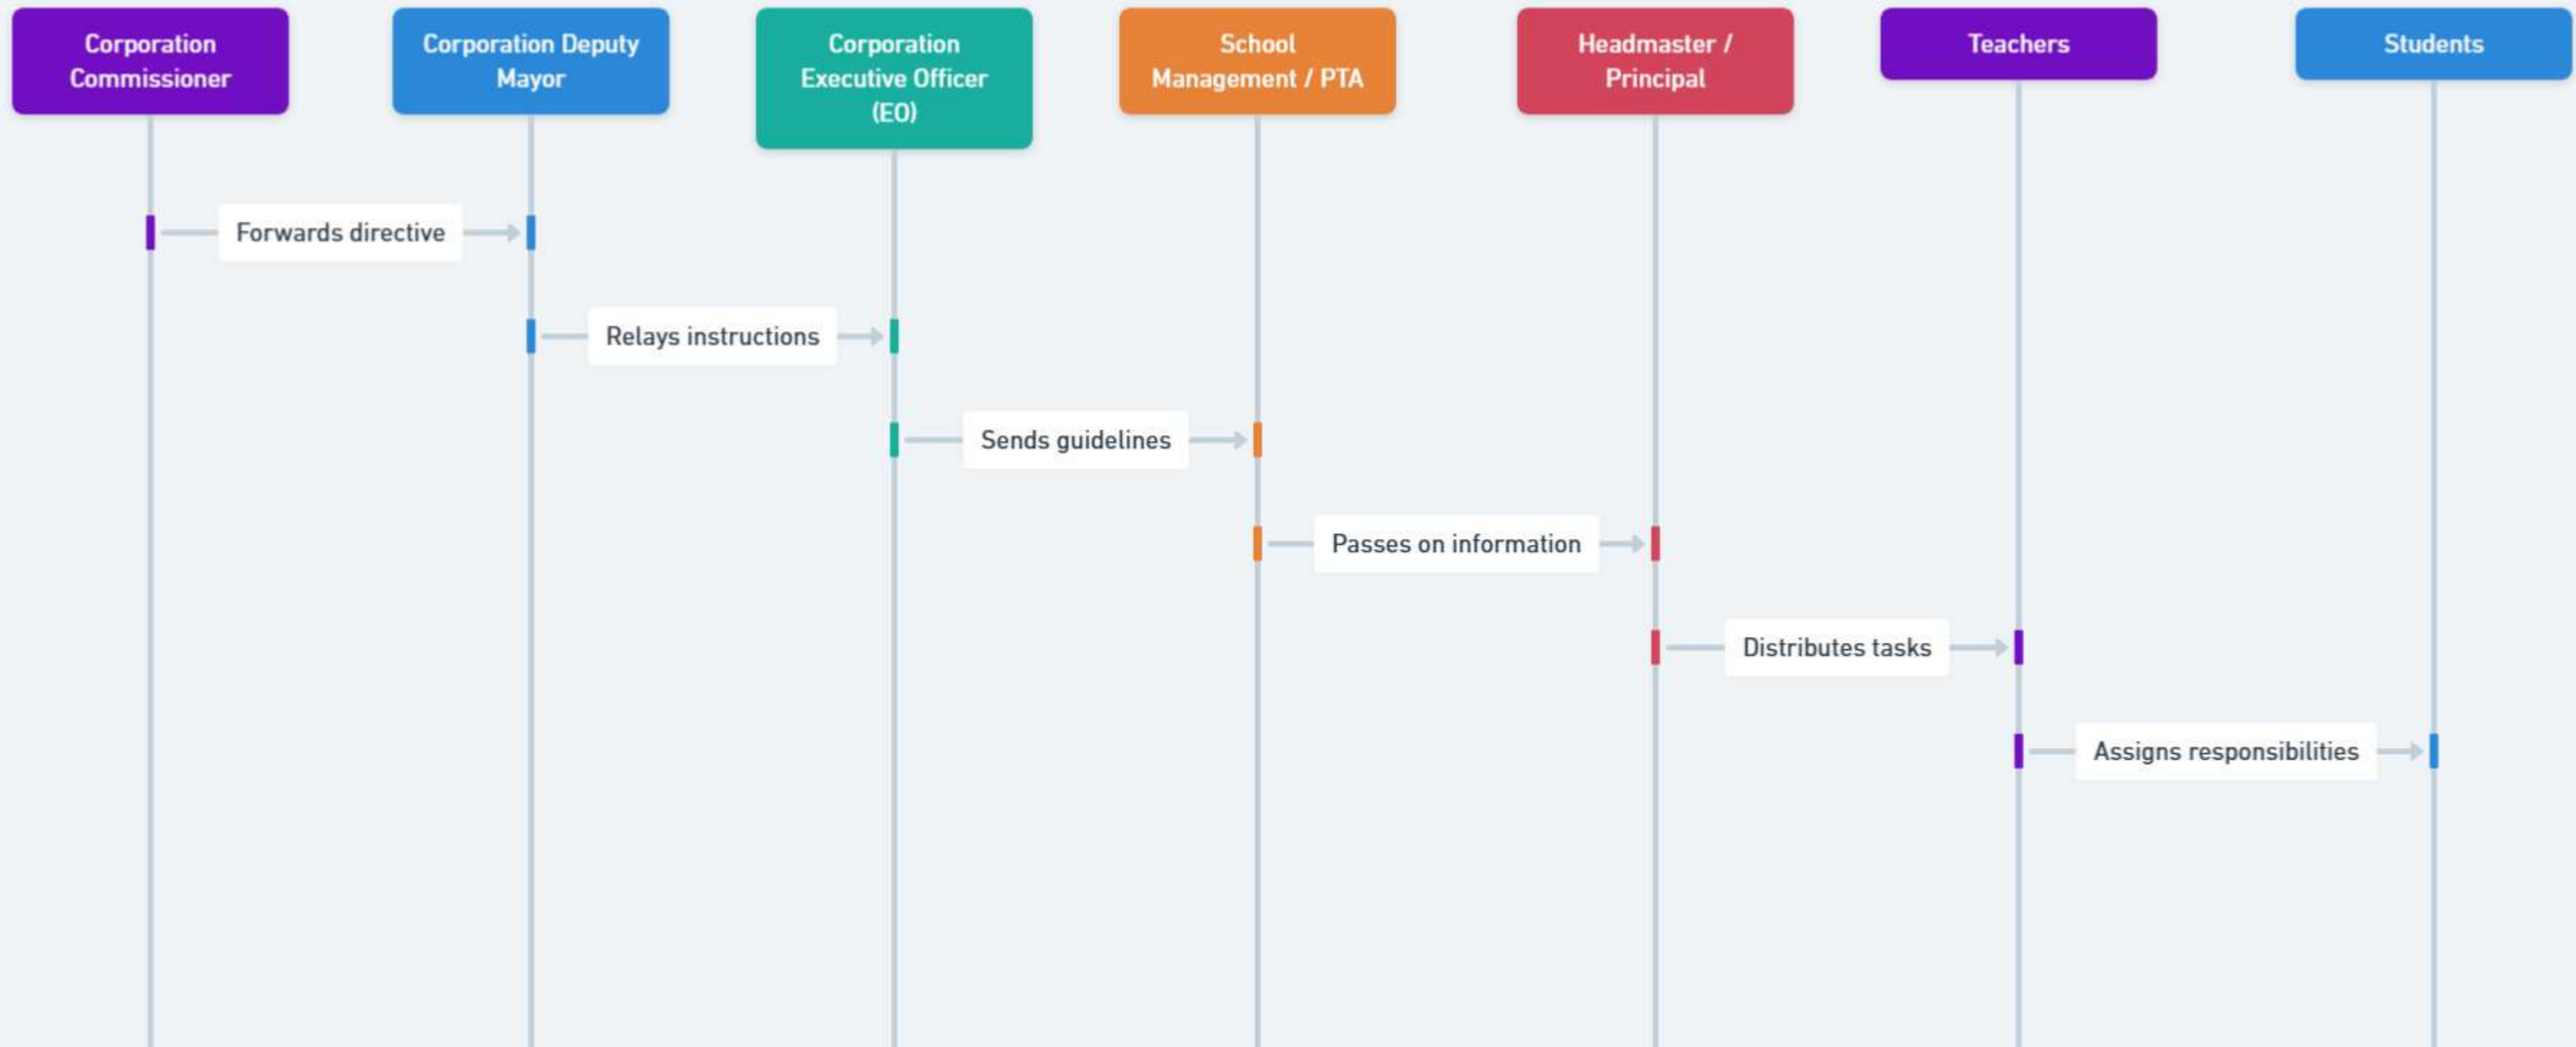 Corporation
Commissioner
Corporation Deputy
Mayor
Corporation
Executive Officer
(EO)
School
Management / PTA
Headmaster /
Principal
Teachers
Students
Forwards directive
Relays instructions
Sends guidelines
Passes on information
Distributes tasks
Assigns responsibilities